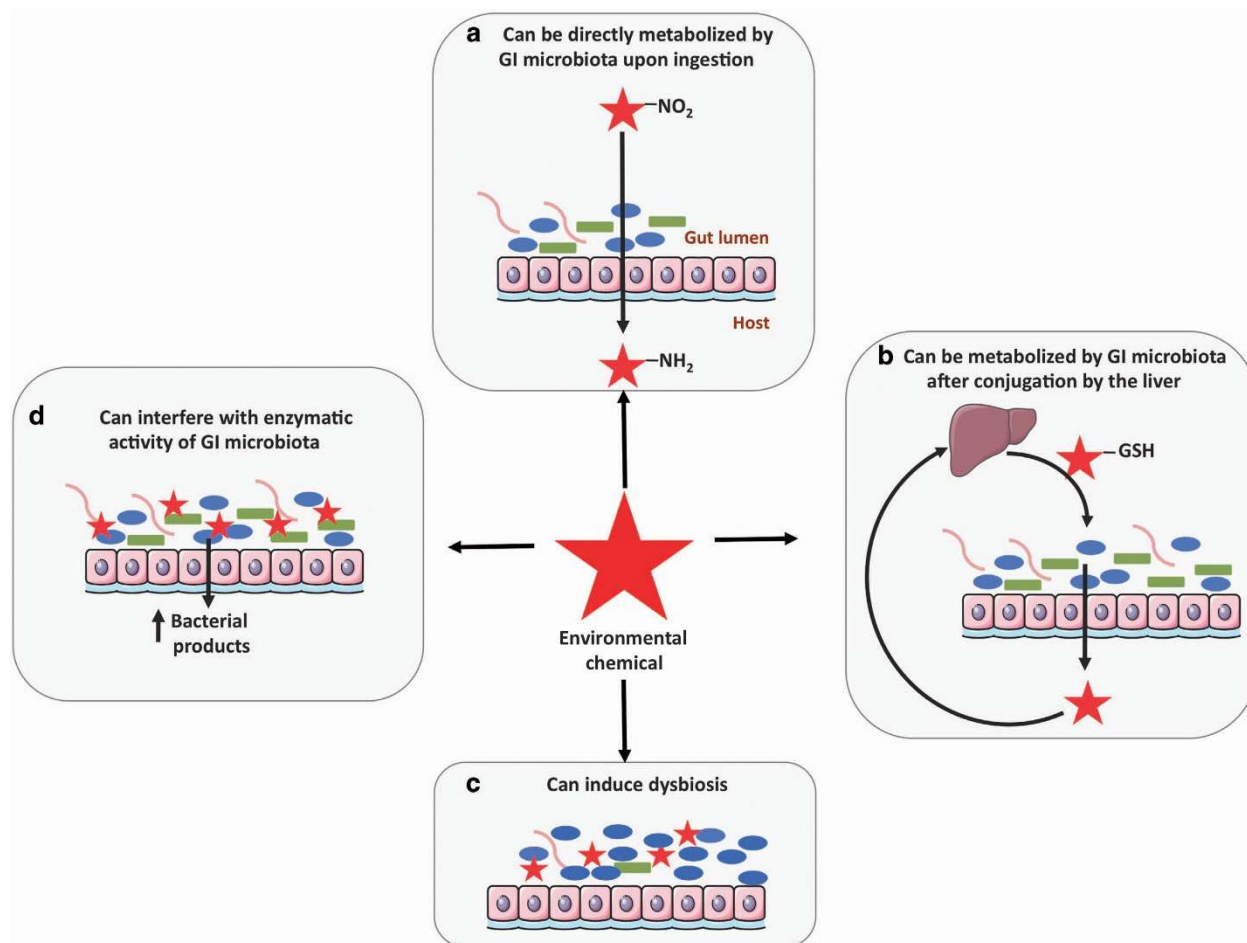 a Can be directly metabolized by
GI microbiota upon ingestion
NO2
Gut lumen
Host
NH2
b Can be metabolized by GI microbiota
after conjugation by the liver
GSH
d Can interfere with enzymatic
activity of GI microbiota
Bacterial
products
Environmental
chemical
c Can induce dysbiosis